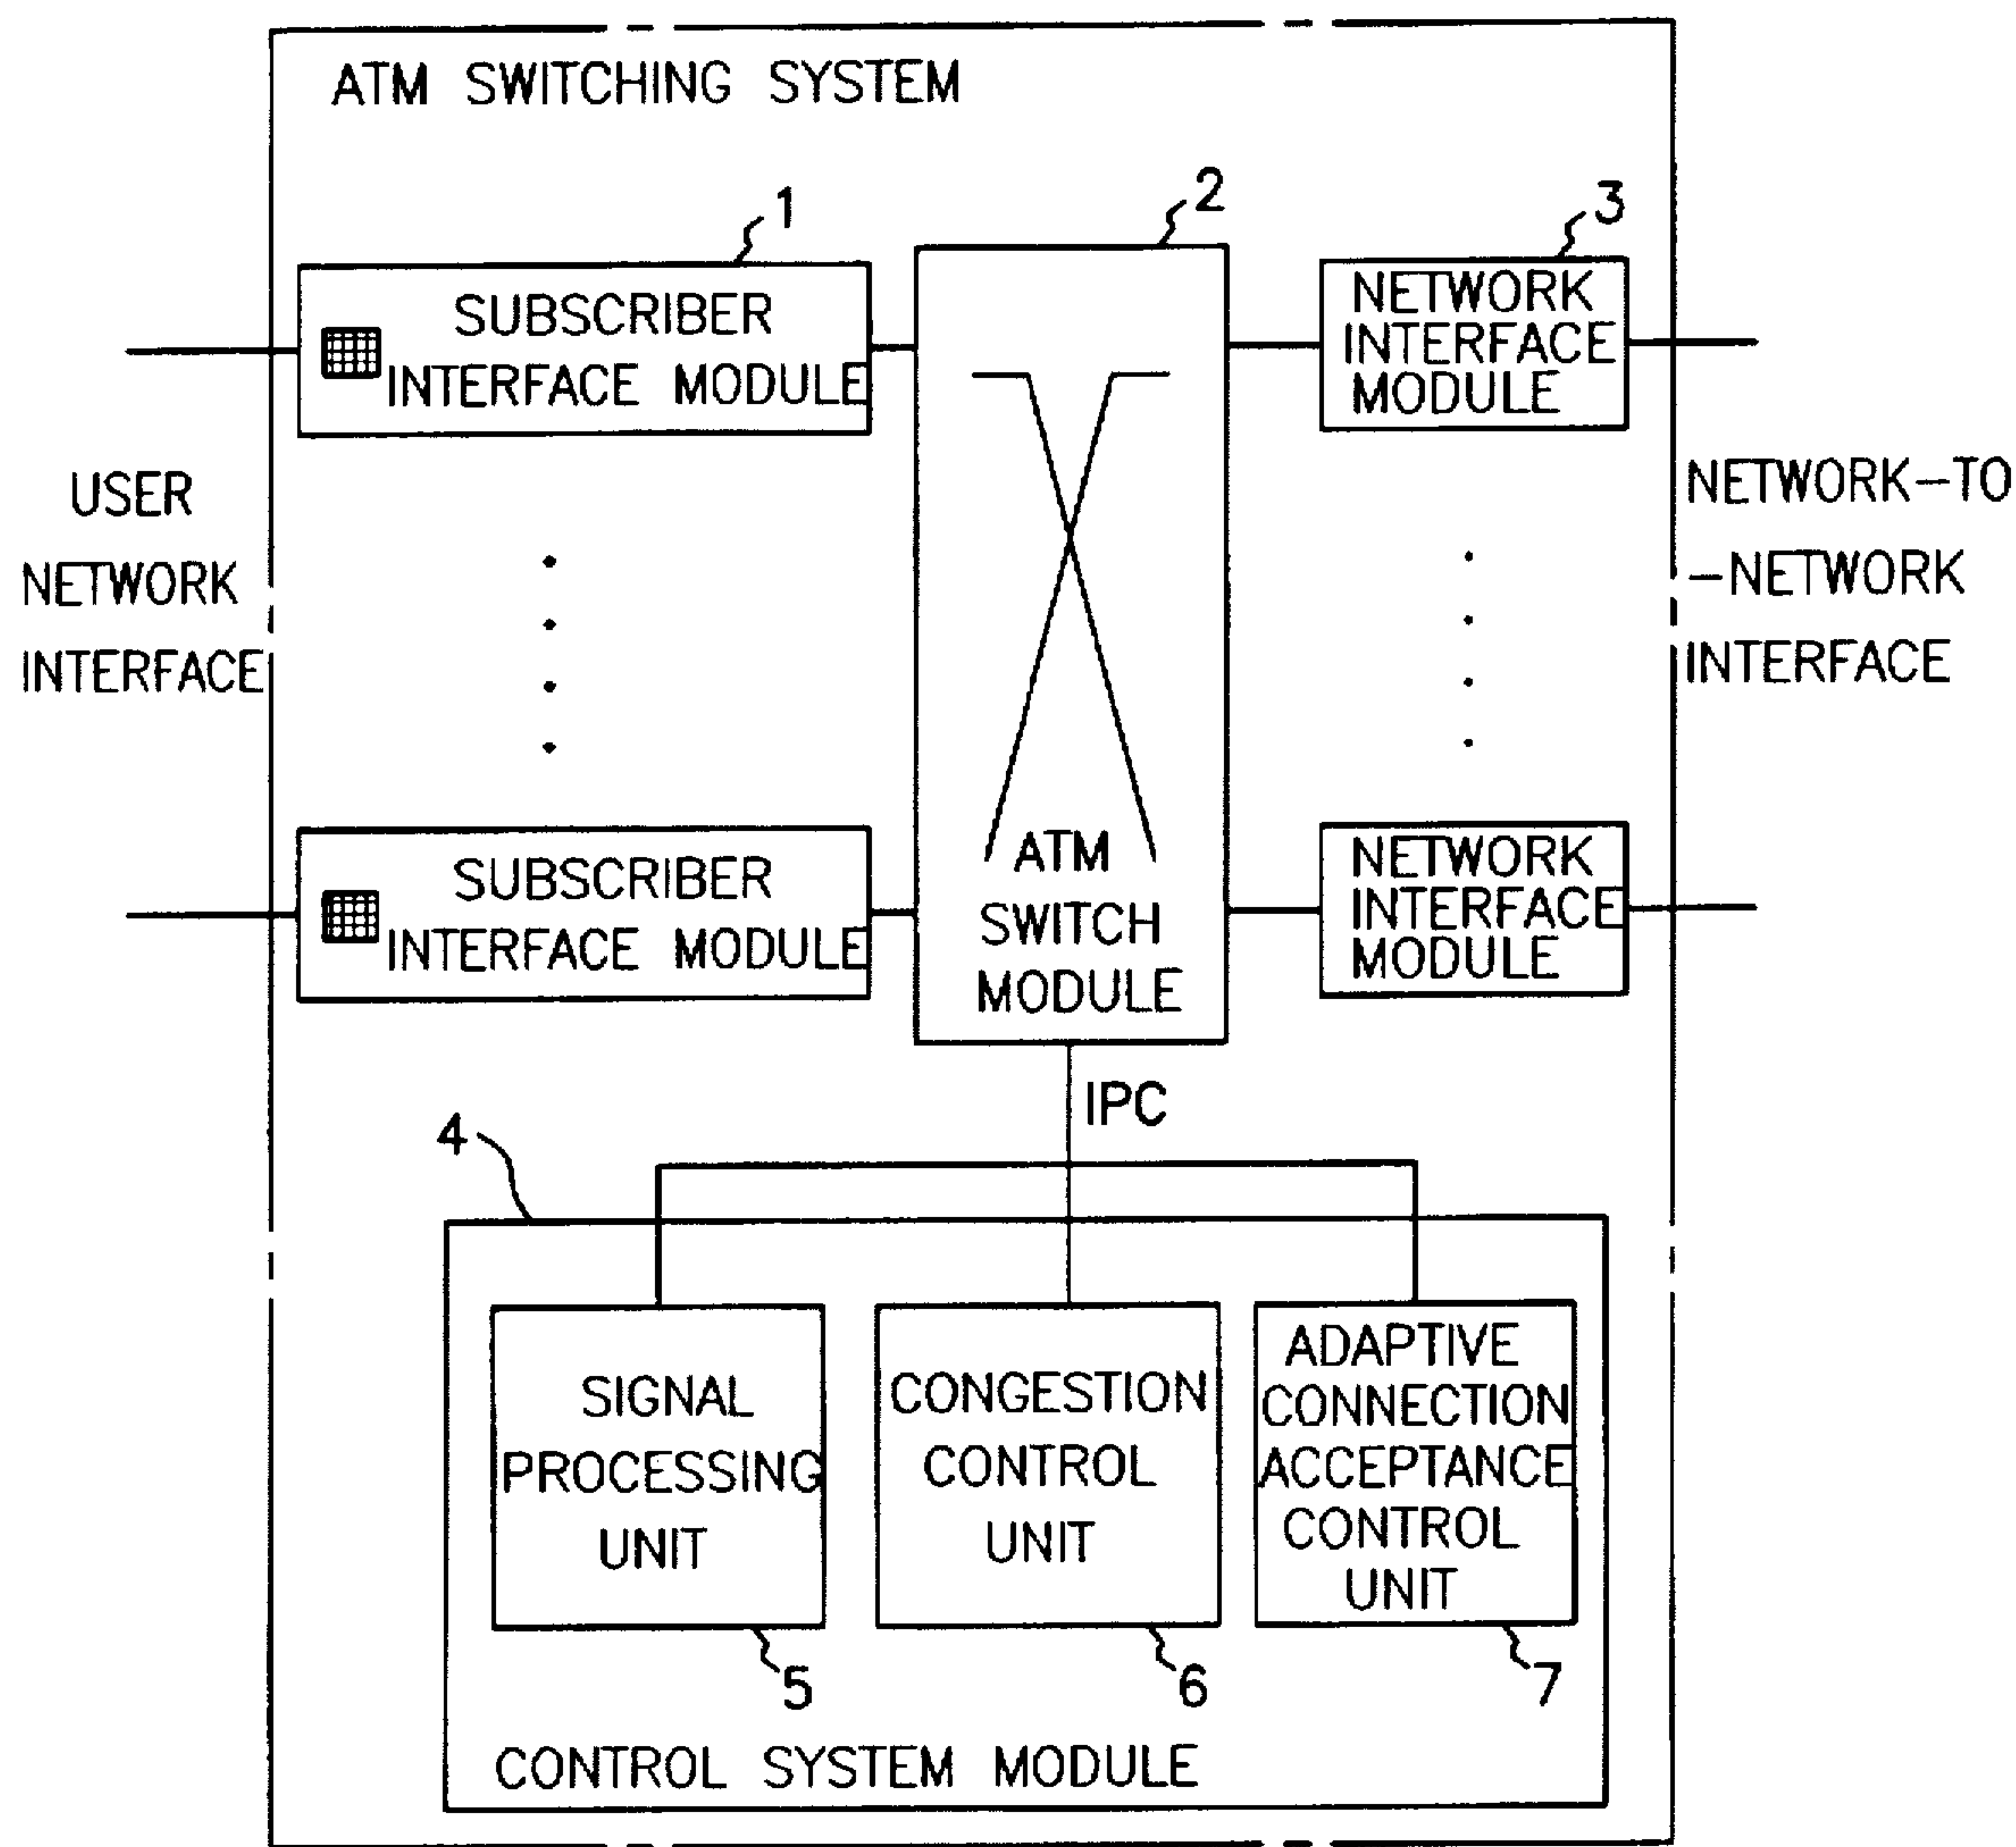 ATM SWITCHING SYSTEM
1
2
3
SUBSCRIBER
INTERFACE MODULE
NETWORK
INTERFACE
MODULE
USER
NETWORK
INTERFACE
NETWORK-TO
-NETWORK
INTERFACE
SUBSCRIBER
INTERFACE MODULE
ATM
SWITCH
MODULE
NETWORK
INTERFACE
MODULE
IPC
4
SIGNAL
PROCESSING
UNIT
CONGESTION
CONTROL
UNIT
ADAPTIVE
CONNECTION
ACCEPTANCE
CONTROL
UNIT
5
6
7
CONTROL SYSTEM MODULE